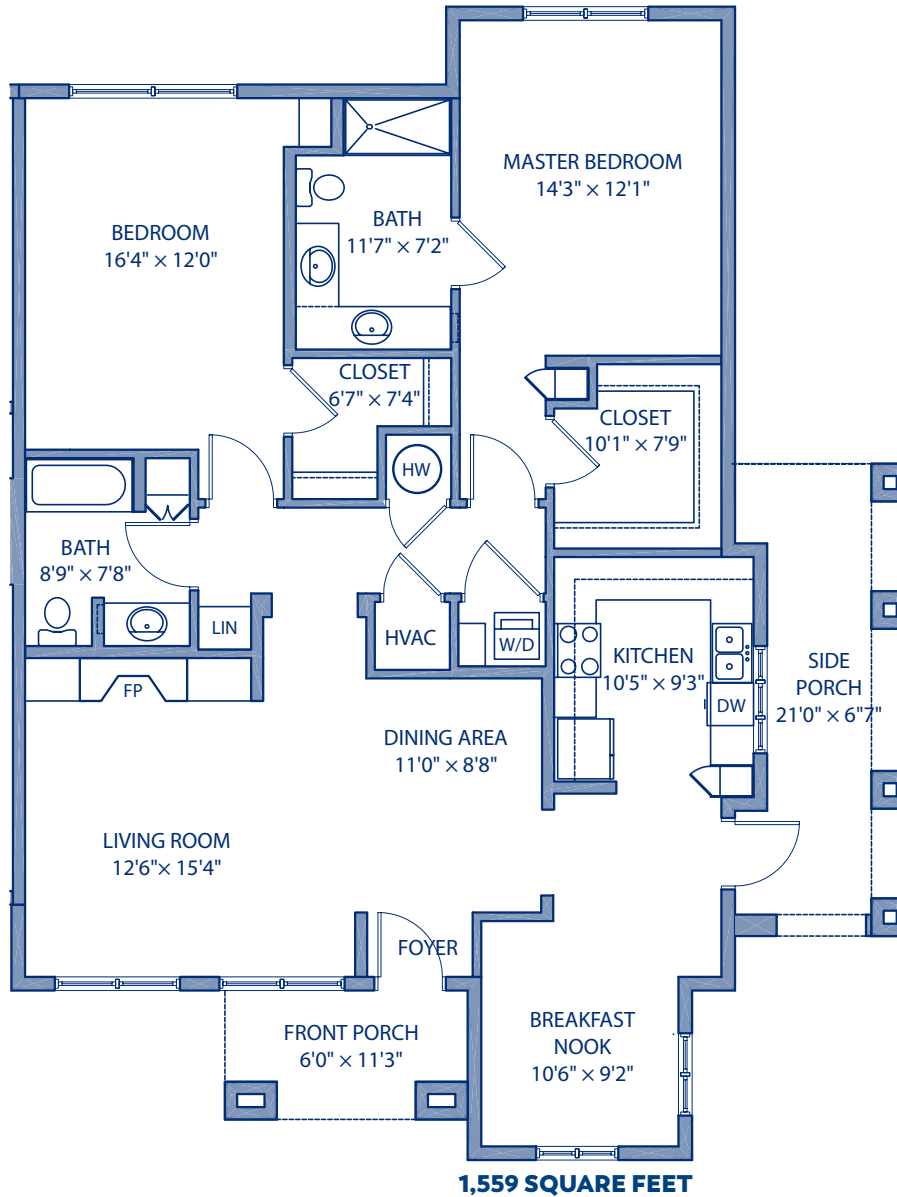 MASTER BEDROOM
14'3" × 12'1"
BEDROOM
16'4" × 12'0"
BATH
11'7" × 7'2"
CLOSET
6'7" × 7'4"
CLOSET
10'1" × 7'9"
HW
BATH
8'9" × 7'8"
LIN
HVAC
W/D
KITCHEN
10'5" × 9'3"
DW
SIDE
PORCH
21'0" × 6'7"
FP
DINING AREA
11'0" × 8'8"
LIVING ROOM
12'6"× 15'4"
FOYER
FRONT PORCH
6'0" × 11'3"
BREAKFAST
NOOK
10'6" × 9'2"
1,559 SQUARE FEET